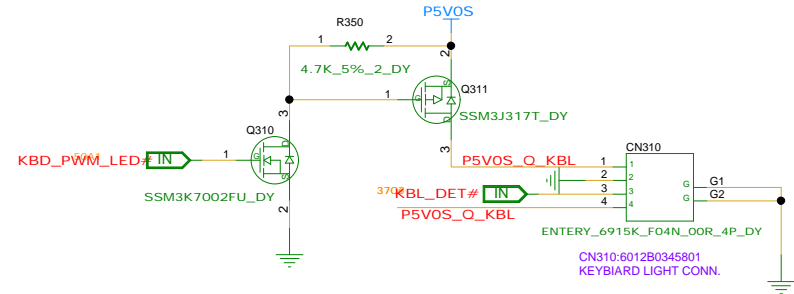 P5V0S
R350
1
2
2
4.7K_5%_2_DY
S
Q311
1
G
3
SSM3J317T_DY
D
Q310
D
3
CN310
KBD_PWM_LED#
IN
1
G
P5V0S_Q_KBL
1
1
S
2
2
G
G1
SSM3K7002FU_DY
KBL_DET#
IN
3
3
G
G2
2
P5V0S_Q_KBL
4
4
ENTERY_6915K_F04N_00R_4P_DY
CN310:6012B0345801
KEYBIARD LIGHT CONN.